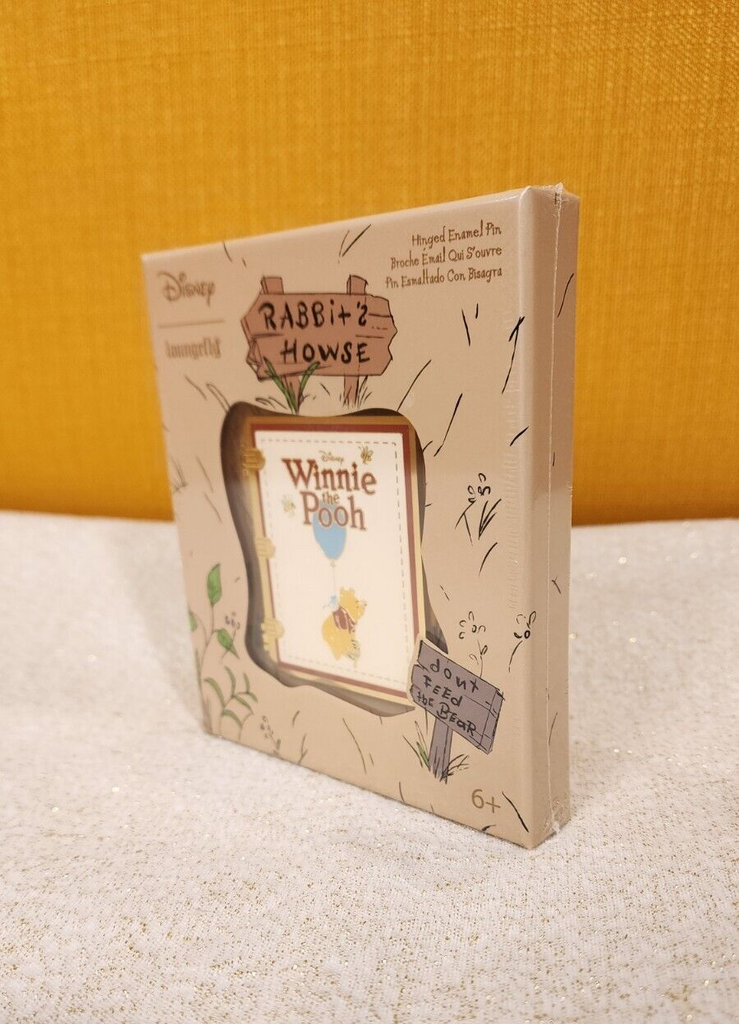 Disney
Loungefly
Hinged Enamel Pin
Broche Émail Qui S'ouvre
Pin Esmaltado Con Bisagra
RABBit'S
HOWSE
Disney
Winnie
the
Pooh
dont
FEEd
the BEAR
6+